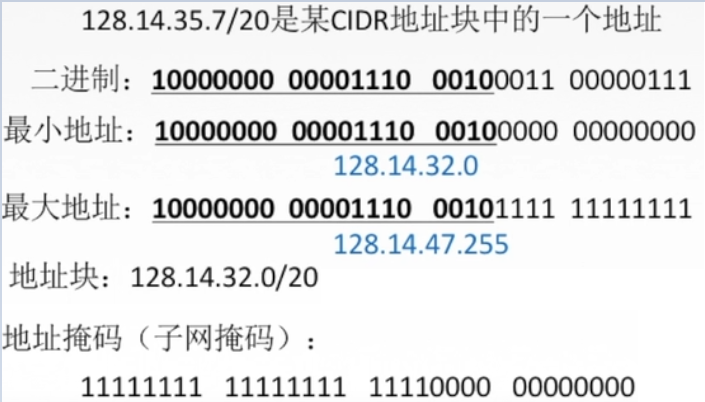 128.14.35.7/20是某CIDR地址块中的一个地址
二进制：10000000 00001110 00100011 00000111
最小地址：10000000 00001110 00100000 00000000
128.14.32.0
最大地址：10000000 00001110 00101111 11111111
128.14.47.255
地址块：128.14.32.0/20
地址掩码（子网掩码）：
11111111 11111111 11110000 00000000